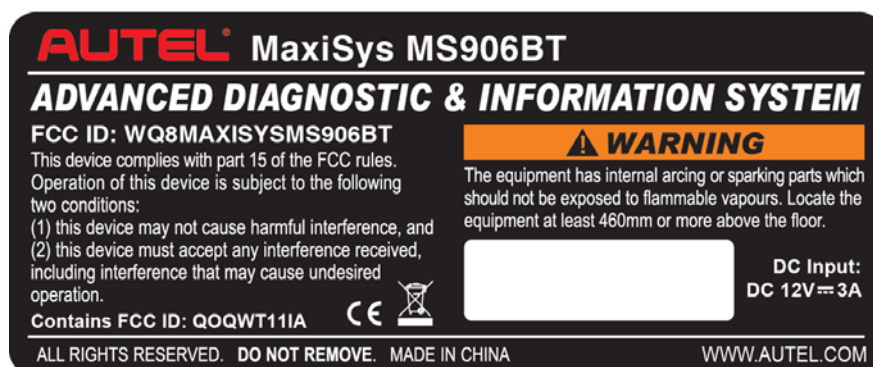 AUTEL® MaxiSys MS906BT
ADVANCED DIAGNOSTIC & INFORMATION SYSTEM
FCC ID: WQ8MAXISYSMS906BT
This device complies with part 15 of the FCC rules.
Operation of this device is subject to the following
two conditions:
(1) this device may not cause harmful interference, and
(2) this device must accept any interference received,
including interference that may cause undesired
operation.
Contains FCC ID: QOQWT11IA
CE
WARNING
The equipment has internal arcing or sparking parts which
should not be exposed to flammable vapours. Locate the
equipment at least 460mm or more above the floor.
DC Input:
DC 12V⎓3A
ALL RIGHTS RESERVED. DO NOT REMOVE. MADE IN CHINA
WWW.AUTEL.COM